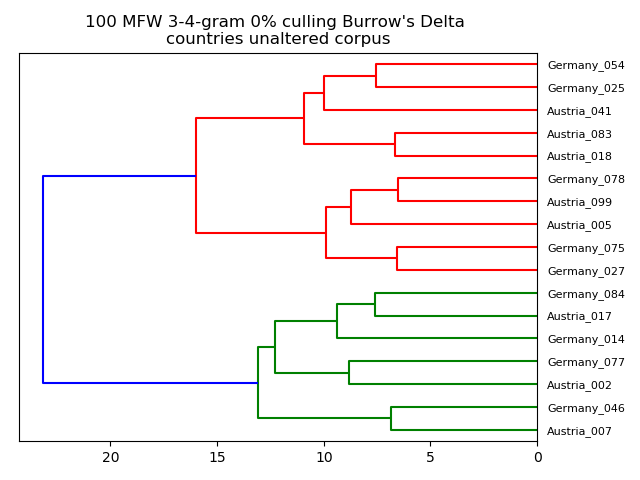 100 MFW 3-4-gram 0% culling Burrow's Delta
countries unaltered corpus
Germany_054
Germany_025
Austria_041
Austria_083
Austria_018
Germany_078
Austria_099
Austria_005
Germany_075
Germany_027
Germany_084
Austria_017
Germany_014
Germany_077
Austria_002
Germany_046
Austria_007
20 15 10 5 0